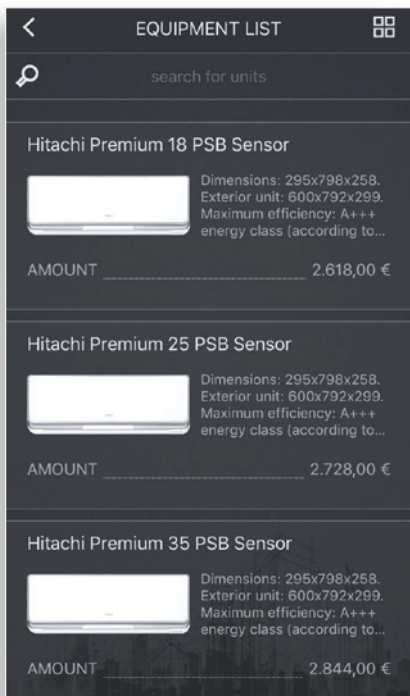 EQUIPMENT LIST
search for units
Hitachi Premium 18 PSB Sensor
Dimensions: 295x798x258.
Exterior unit: 600x792x299.
Maximum efficiency: A+++
energy class (according to...
AMOUNT 2.618,00 €
Hitachi Premium 25 PSB Sensor
Dimensions: 295x798x258.
Exterior unit: 600x792x299.
Maximum efficiency: A+++
energy class (according to...
AMOUNT 2.728,00 €
Hitachi Premium 35 PSB Sensor
Dimensions: 295x798x258.
Exterior unit: 600x792x299.
Maximum efficiency: A+++
energy class (according to...
AMOUNT 2.844,00 €